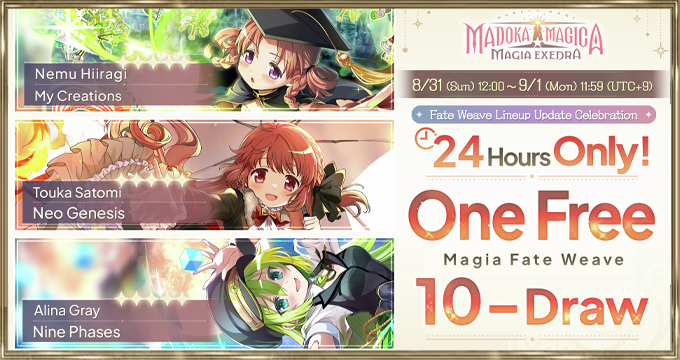 Nemu Hiiragi
My Creations
Touka Satomi
Neo Genesis
Alina Gray
Nine Phases
MADOKA MAGICA
MAGIA EXEDRA
8/31 (Sun) 12:00 ~ 9/1 (Mon) 11:59 (UTC+9)
Fate Weave Lineup Update Celebration
24 Hours Only!
One Free
Magia Fate Weave
10-Draw